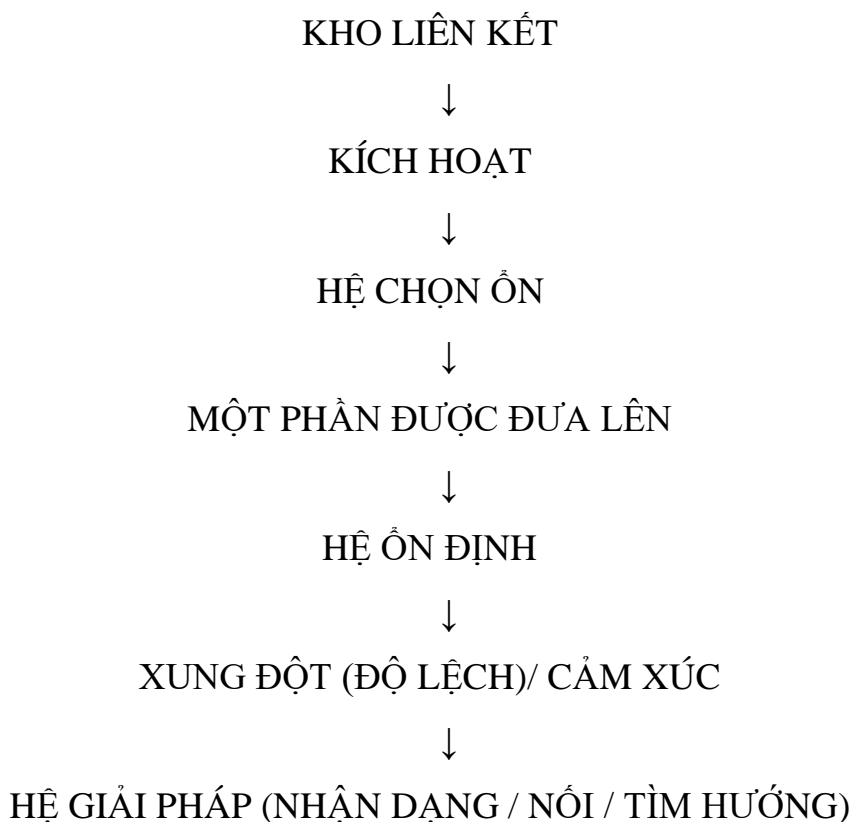 KHO LIÊN KẾT
↓
KÍCH HOẠT
↓
HỆ CHỌN ỔN
↓
MỘT PHẦN ĐƯỢC ĐƯA LÊN
↓
HỆ ỔN ĐỊNH
↓
XUNG ĐỘT (ĐỘ LỆCH)/ CẢM XÚC
↓
HỆ GIẢI PHÁP (NHẬN DẠNG / NỐI / TÌM HƯỚNG)